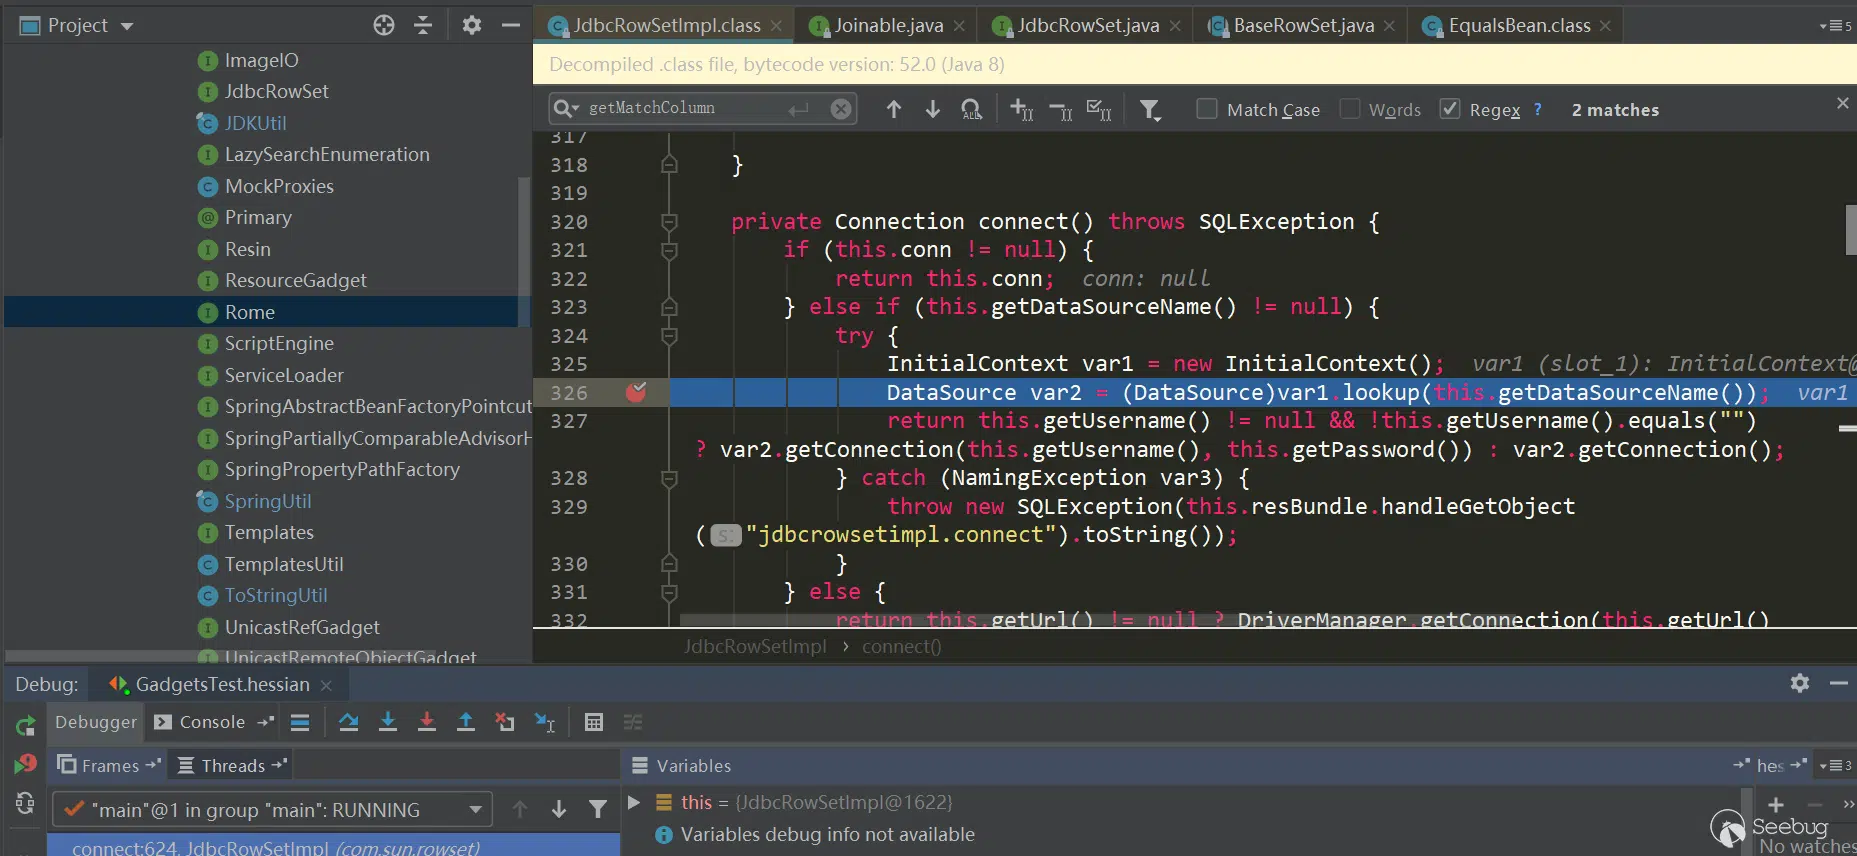 Project
JdbcRowSetImpl.class
Joinable.java
JdbcRowSet.java
BaseRowSet.java
EqualsBean.class
5
ImageIO
JdbcRowSet
JDKUtil
LazySearchEnumeration
MockProxies
Primary
Resin
ResourceGadget
Rome
ScriptEngine
ServiceLoader
SpringAbstractBeanFactoryPointcut
SpringPartiallyComparableAdvisorH
SpringPropertyPathFactory
SpringUtil
Templates
TemplatesUtil
ToStringUtil
UnicastRefGadget
UnicastRemoteObjectGadget
Decompiled .class file, bytecode version: 52.0 (Java 8)
getMatchColumn
Match Case
Words
Regex
?
2 matches
317
318 }
319
320 private Connection connect() throws SQLException {
321 if (this.conn != null) {
322 return this.conn; conn: null
323 } else if (this.getDataSourceName() != null) {
324 try {
325 InitialContext var1 = new InitialContext(); var1 (slot_1): InitialContext@
326 DataSource var2 = (DataSource)var1.lookup(this.getDataSourceName()); var1
327 return this.getUsername() != null && !this.getUsername().equals("")
? var2.getConnection(this.getUsername(), this.getPassword()) : var2.getConnection();
328 } catch (NamingException var3) {
329 throw new SQLException(this.resBundle.handleGetObject
( s: "jdbcrowsetimpl.connect").toString());
330 }
331 } else {
332 return this.getUrl() != null ? DriverManager.getConnection(this.getUrl()
JdbcRowSetImpl › connect()
Debug:
GadgetsTest.hessian
Debugger
Console
Frames
Threads
Variables
hes
3
"main"@1 in group "main": RUNNING
connect:624, JdbcRowSetImpl (com.sun.rowset)
this = {JdbcRowSetImpl@1622}
Variables debug info not available
Seebug
No watches